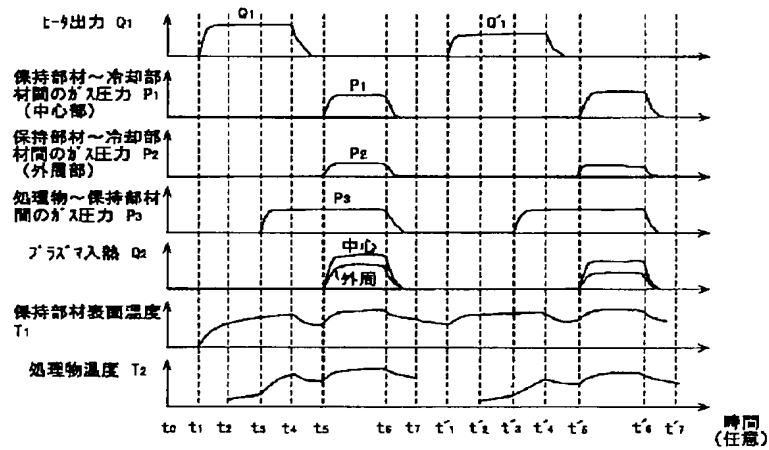 ヒータ出力 Q1
Q1
Q'1
保持部材～冷却部
材間のガス圧力 P1
（中心部）
P1
保持部材～冷却部
材間のガス圧力 P2
（外周部）
P2
処理物～保持部材
間のガス圧力 P3
P3
プラズマ入熱 Q2
中心
外周
保持部材表面温度
T1
処理物温度 T2
t0 t1 t2 t3 t4 t5 t6 t7 t'1 t'2 t'3 t'4 t'5 t'6 t'7
時間
（任意）